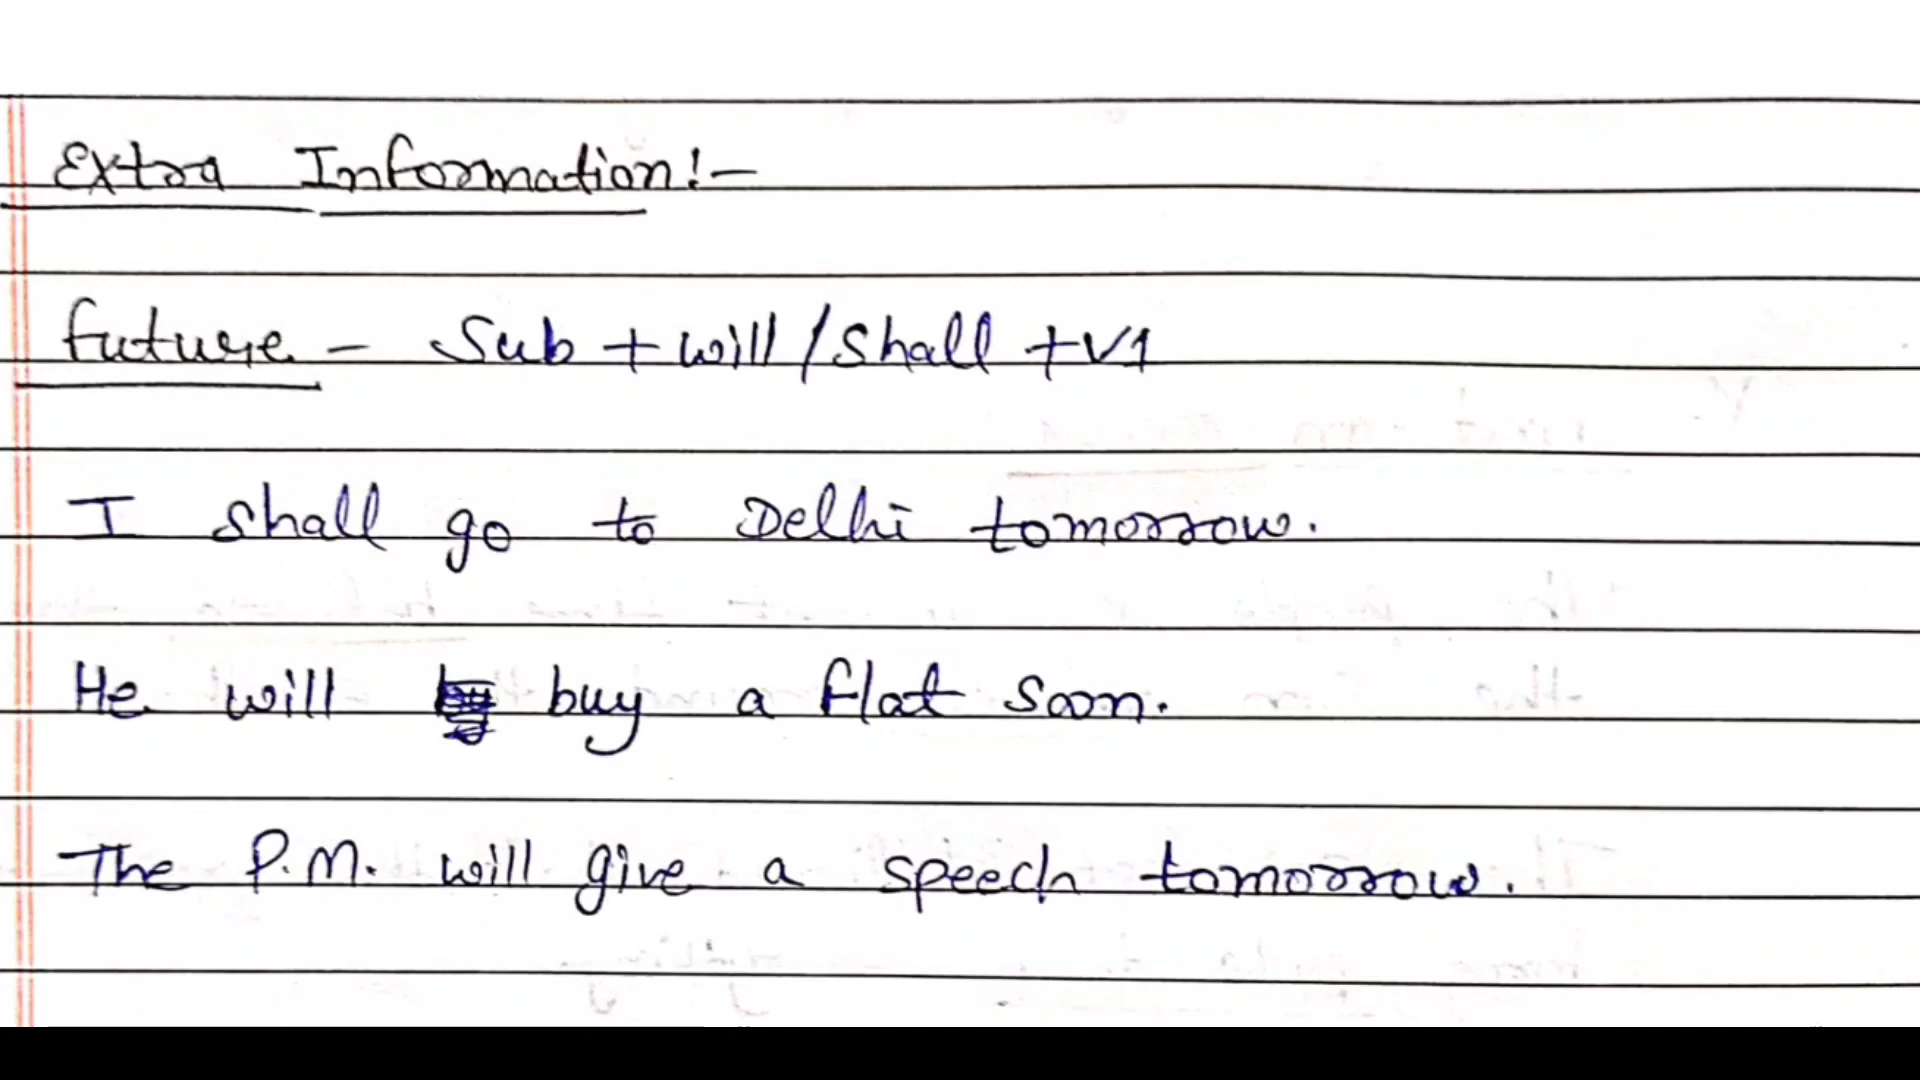 Extra Information:-
future - Sub + will/shall + V1
I shall go to Delhi tomorrow.
He will buy a flat soon.
The P.M. will give a speech tomorrow.